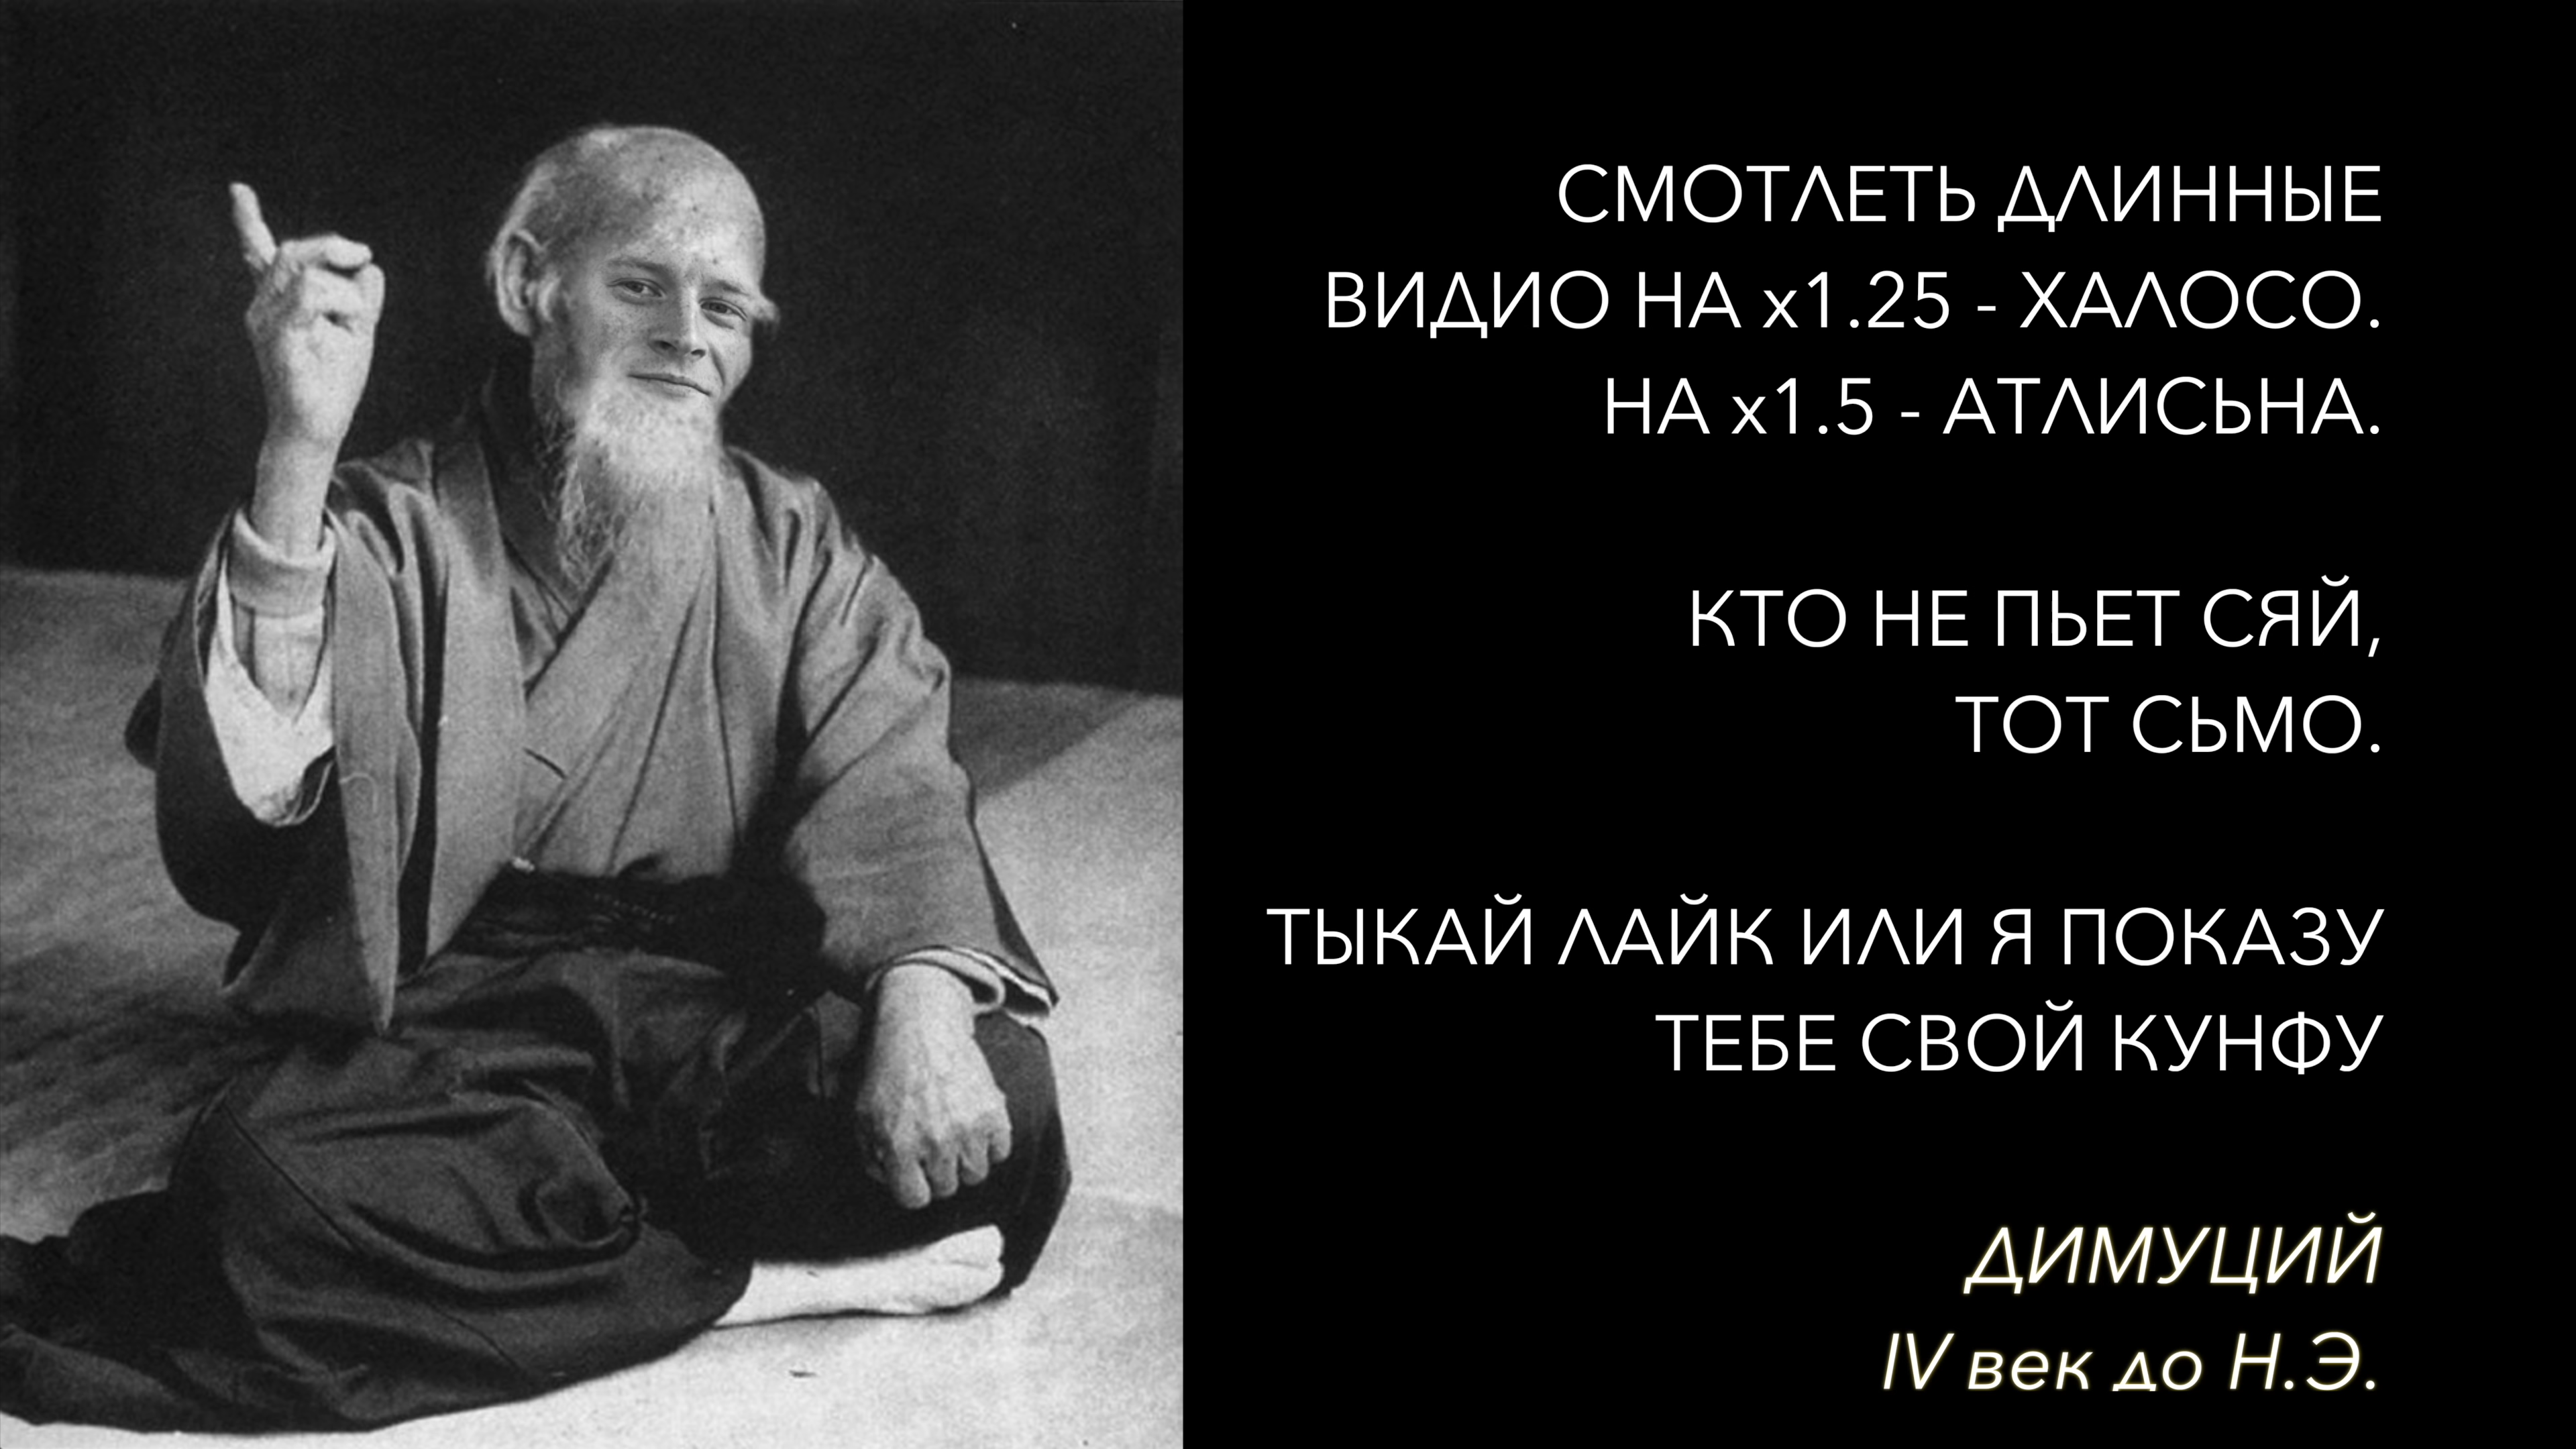 СМОТЛЕТЬ ДЛИННЫЕ
ВИДИО НА x1.25 - ХАЛОСО.
НА x1.5 - АТЛИСЬНА.
КТО НЕ ПЬЕТ СЯЙ,
ТОТ СЬМО.
ТЫКАЙ ЛАЙК ИЛИ Я ПОКАЗУ
ТЕБЕ СВОЙ КУНФУ
ДИМУЦИЙ
IV век до Н.Э.